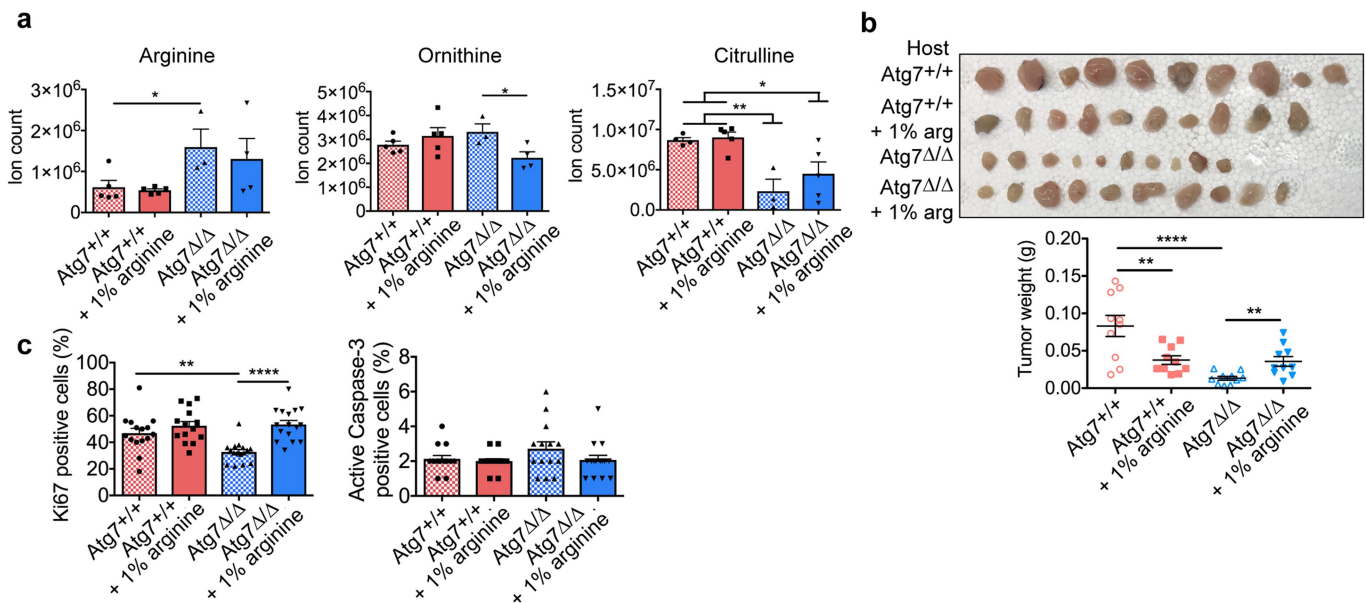 a
Arginine
Ion count
3×10⁶
2×10⁶
1×10⁶
0
*
Atg7+/+
Atg7+/+
+ 1% arginine
Atg7Δ/Δ
Atg7Δ/Δ
+ 1% arginine
Ornithine
Ion count
5×10⁶
4×10⁶
3×10⁶
2×10⁶
1×10⁶
0
*
Atg7+/+
Atg7+/+
+ 1% arginine
Atg7Δ/Δ
Atg7Δ/Δ
+ 1% arginine
Citrulline
Ion count
1.5×10⁷
1.0×10⁷
5.0×10⁶
0
*
**
Atg7+/+
Atg7+/+
+ 1% arginine
Atg7Δ/Δ
Atg7Δ/Δ
+ 1% arginine
b
Host
Atg7+/+
Atg7+/+
+ 1% arg
Atg7Δ/Δ
Atg7Δ/Δ
+ 1% arg
Tumor weight (g)
0.20
0.15
0.10
0.05
0.00
****
**
**
Atg7+/+
Atg7+/+
+ 1% arginine
Atg7Δ/Δ
Atg7Δ/Δ
+ 1% arginine
c
Ki67 positive cells (%)
100
80
60
40
20
0
**
****
Atg7+/+
Atg7+/+
+ 1% arginine
Atg7Δ/Δ
Atg7Δ/Δ
+ 1% arginine
Active Caspase-3
positive cells (%)
8
6
4
2
0
Atg7+/+
Atg7+/+
+ 1% arginine
Atg7Δ/Δ
Atg7Δ/Δ
+ 1% arginine